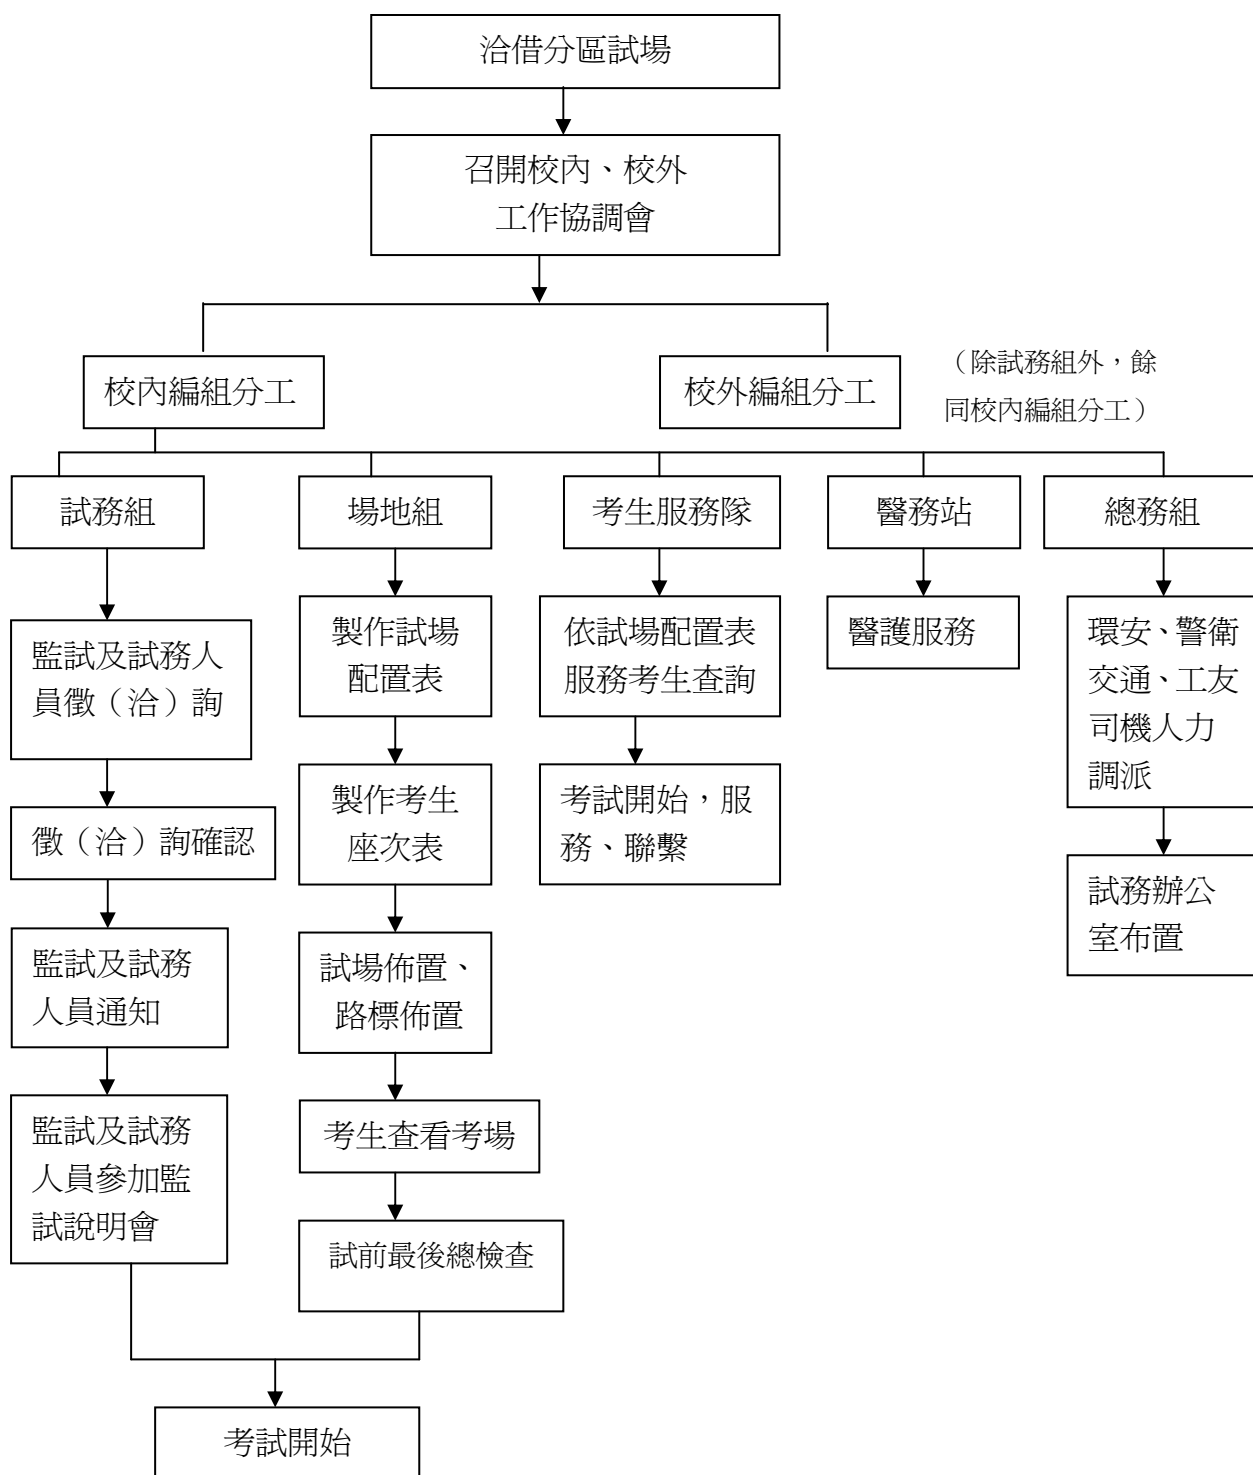 洽借分區試場
召開校內、校外
工作協調會
校內編組分工
校外編組分工
（除試務組外，餘
同校內編組分工）
試務組
場地組
考生服務隊
醫務站
總務組
監試及試務人
員徵（洽）詢
製作試場
配置表
依試場配置表
服務考生查詢
醫護服務
環安、警衛
交通、工友
司機人力
調派
徵（洽）詢確認
製作考生
座次表
考試開始，服
務、聯繫
試務辦公
室布置
監試及試務
人員通知
試場佈置、
路標佈置
監試及試務
人員參加監
試說明會
考生查看考場
試前最後總檢查
考試開始